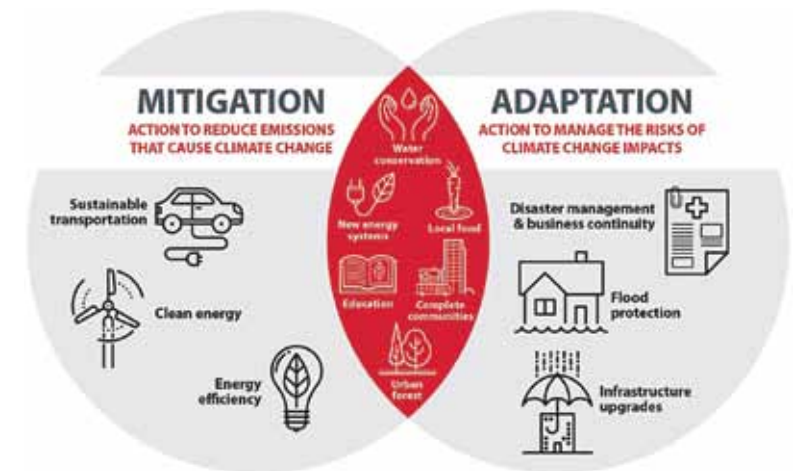 MITIGATION
ACTION TO REDUCE EMISSIONS
THAT CAUSE CLIMATE CHANGE
Sustainable
transportation
Clean energy
Energy
efficiency
Water
conservation
New energy
systems
Local food
Education
Complete
communities
Urban
forest
ADAPTATION
ACTION TO MANAGE THE RISKS OF
CLIMATE CHANGE IMPACTS
Disaster management
& business continuity
Flood
protection
Infrastructure
upgrades